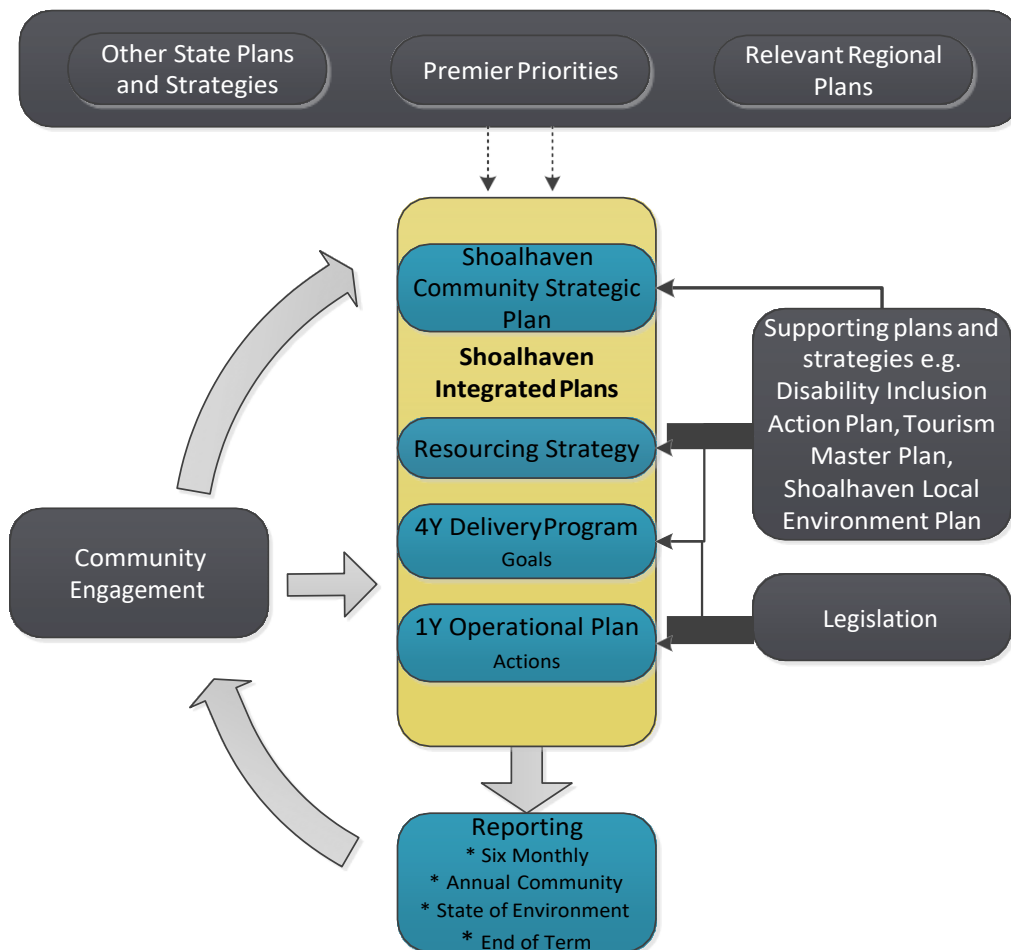 Other State Plans
and Strategies
Premier Priorities
Relevant Regional
Plans
Shoalhaven
Community Strategic
Plan
Shoalhaven
Integrated Plans
Resourcing Strategy
4Y Delivery Program
Goals
1Y Operational Plan
Actions
Supporting plans and
strategies e.g.
Disability Inclusion
Action Plan, Tourism
Master Plan,
Shoalhaven Local
Environment Plan
Legislation
Community
Engagement
Reporting
* Six Monthly
* Annual Community
* State of Environment
* End of Term